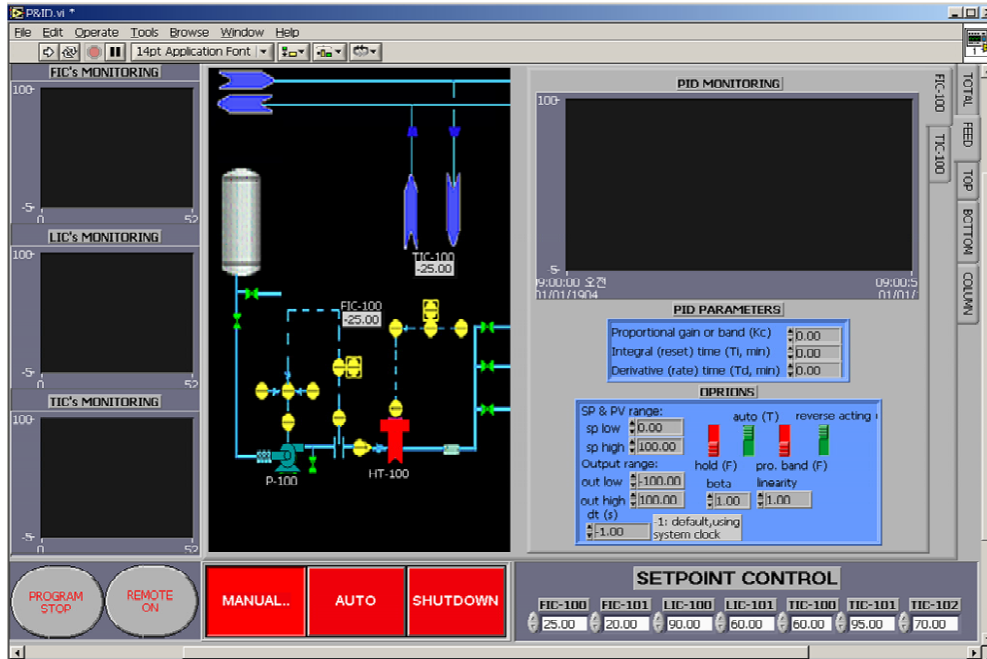 P&ID.vi *
File Edit Operate Tools Browse Window Help
14pt Application Font
1
FIC's MONITORING
100-
-5-
0 52
LIC's MONITORING
100-
-5-
0 52
TIC's MONITORING
100-
-5-
0 52
TIC-100
-25.00
FIC-100
-25.00
P-100
HT-100
PID MONITORING
100-
-5-
09:00:00 오전
01/01/1904
09:00:5
01/01/
FIC-100
TIC-100
TOTAL
FEED
TOP
BOTTOM
COLUMN
PID PARAMETERS
Proportional gain or band (Kc) 0.00
Integral (reset) time (Ti, min) 0.00
Derivative (rate) time (Td, min) 0.00
OPRIONS
SP & PV range:
sp low 0.00
sp high 100.00
Output range:
out low -100.00
out high 100.00
dt (s)
-1.00
-1: default,using
system clock
auto (T) reverse acting
hold (F) pro. band (F)
beta linearity
1.00 1.00
PROGRAM
STOP
REMOTE
ON
MANUAL..
AUTO
SHUTDOWN
SETPOINT CONTROL
FIC-100 FIC-101 LIC-100 LIC-101 TIC-100 TIC-101 TIC-102
25.00 20.00 90.00 60.00 60.00 95.00 70.00